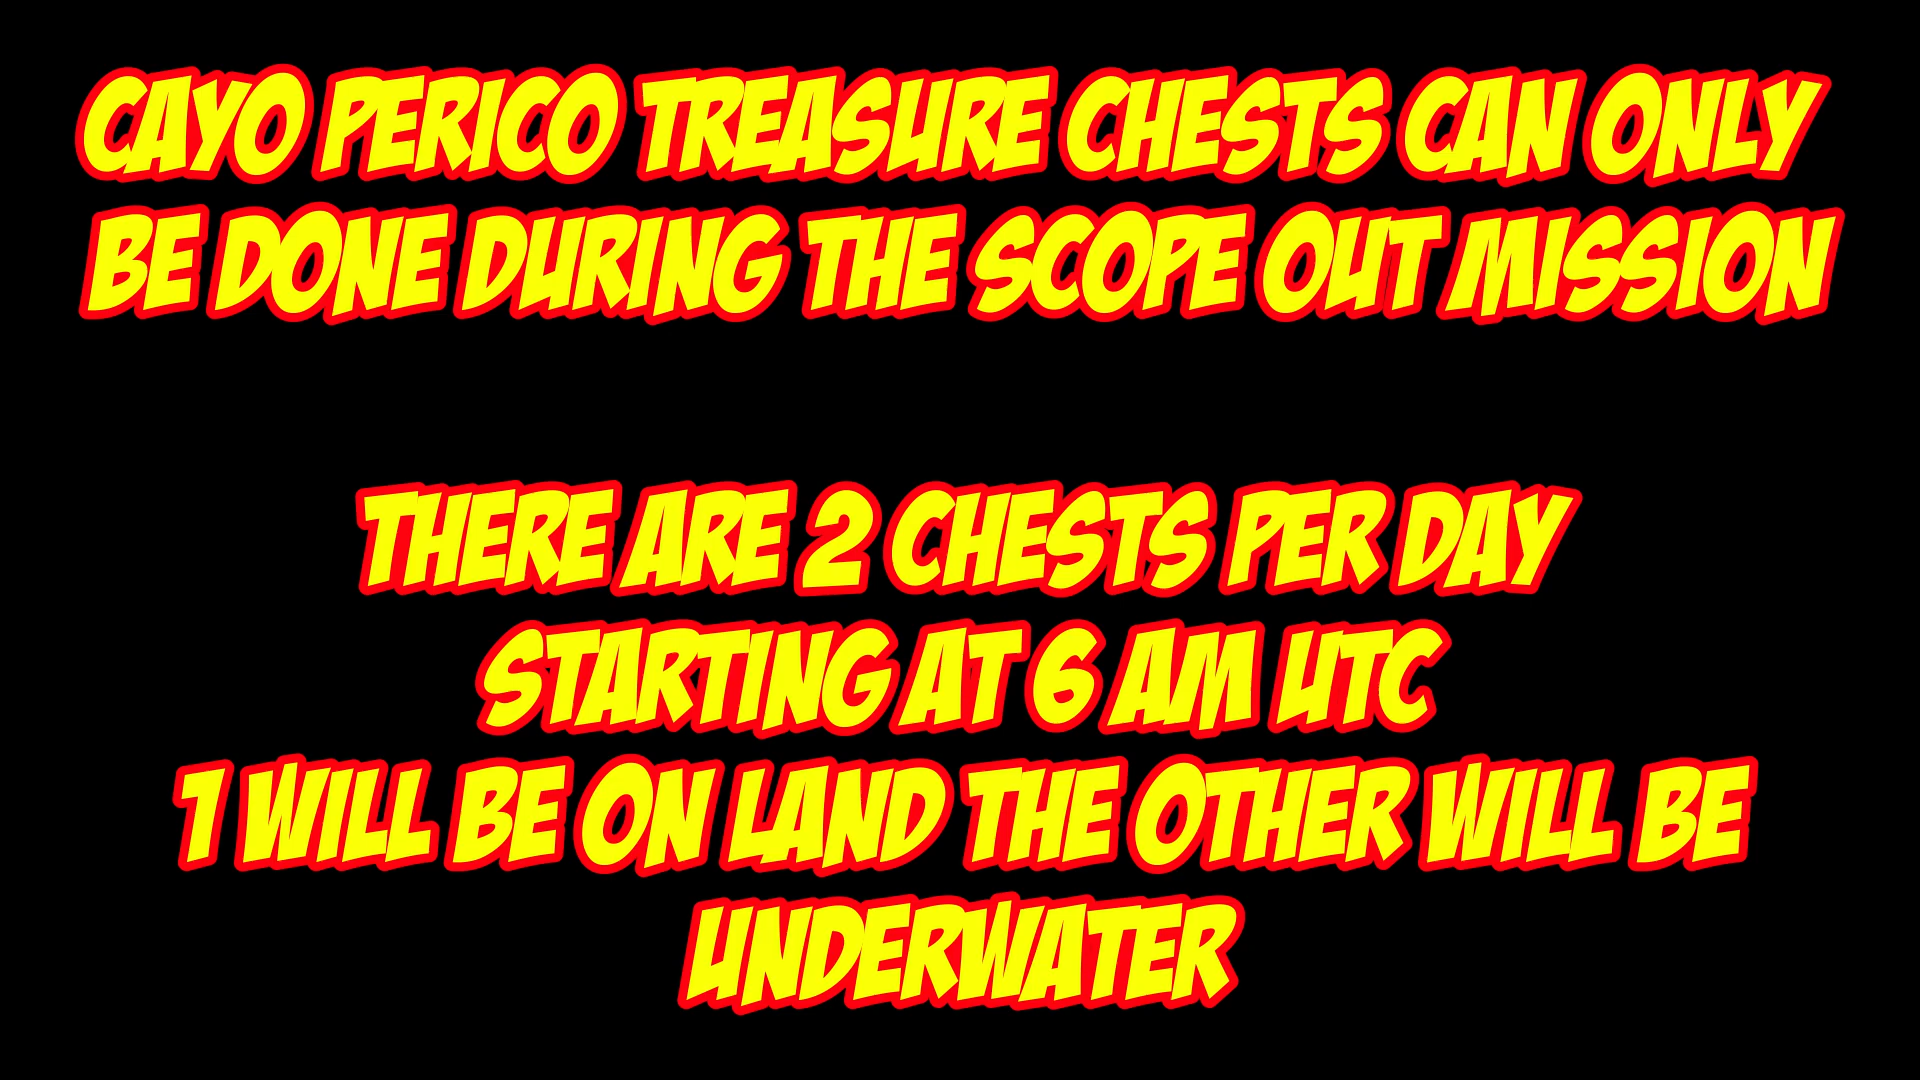 CAYO PERICO TREASURE CHESTS CAN ONLY
BE DONE DURING THE SCOPE OUT MISSION
THERE ARE 2 CHESTS PER DAY
STARTING AT 6 AM UTC
1 WILL BE ON LAND THE OTHER WILL BE
UNDERWATER